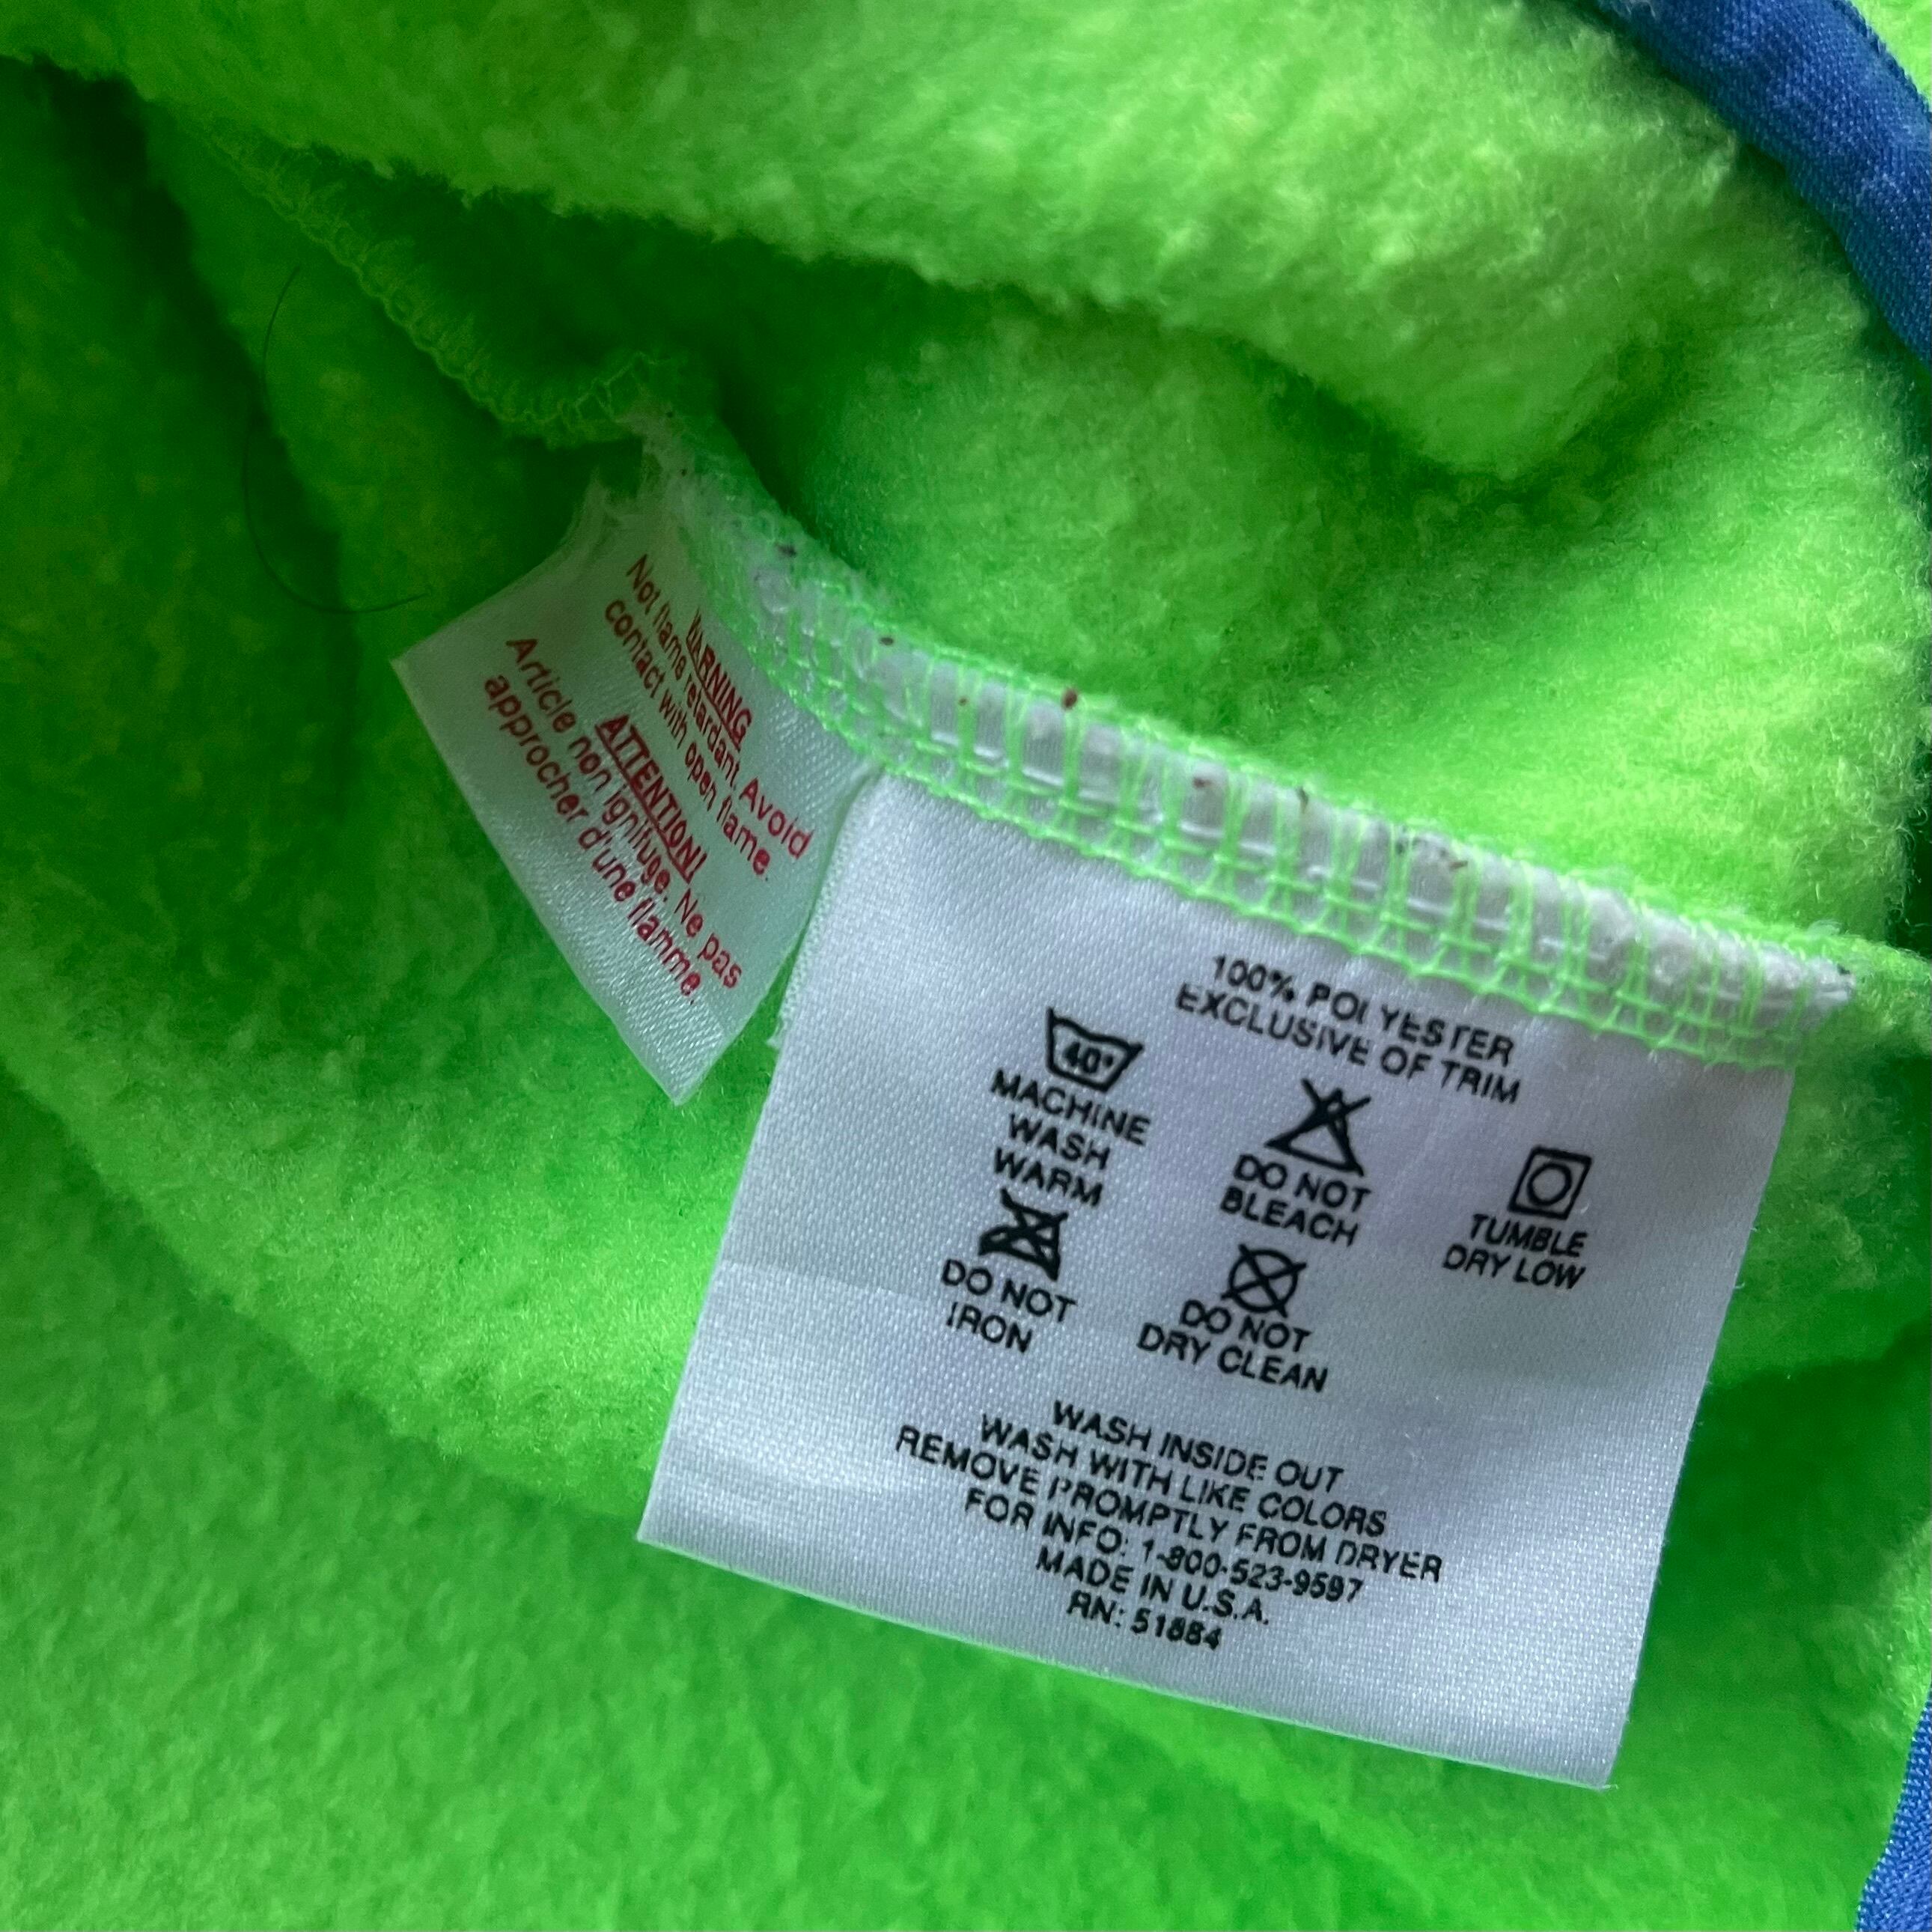 WARNING
Not flame retardant. Avoid
contact with open flame.
ATTENTION!
Article non ignifuge. Ne pas
approcher d'une flamme.
100% POLYESTER
EXCLUSIVE OF TRIM
40°
MACHINE
WASH
WARM
DO NOT
BLEACH
TUMBLE
DRY LOW
DO NOT
IRON
DO NOT
DRY CLEAN
WASH INSIDE OUT
WASH WITH LIKE COLORS
REMOVE PROMPTLY FROM DRYER
FOR INFO: 1-800-523-9597
MADE IN U.S.A.
RN: 51884